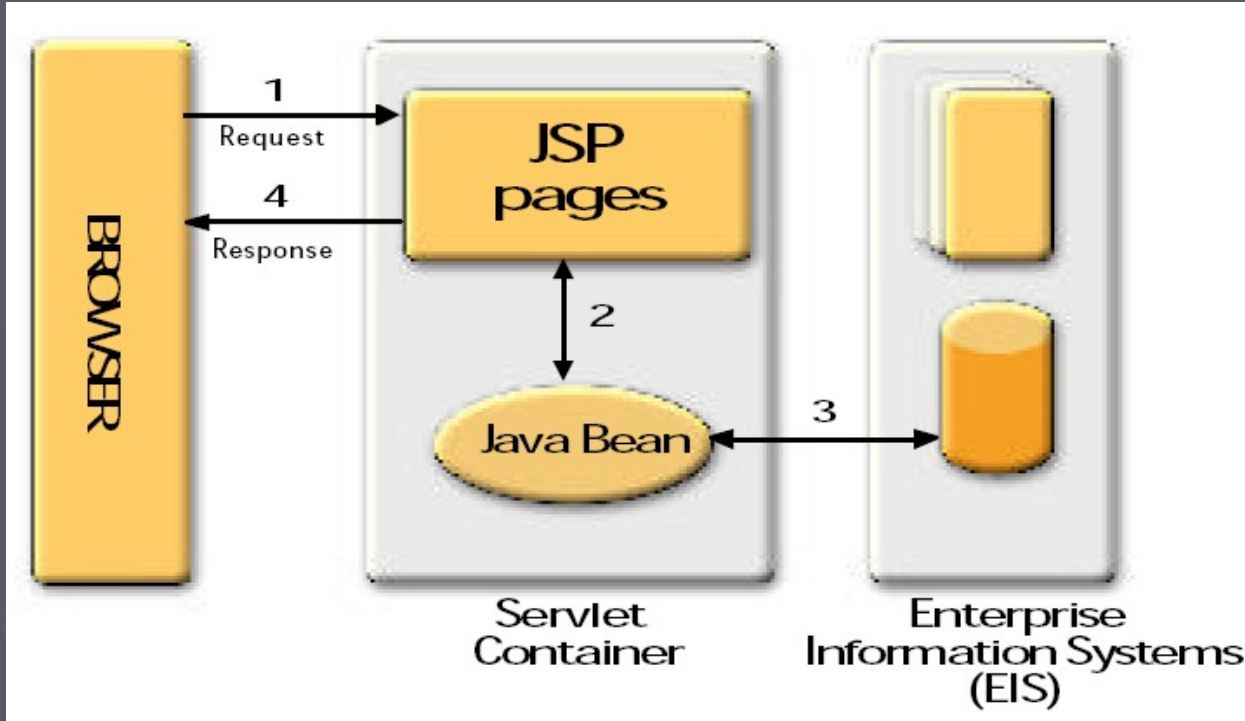 BROWSER
1
Request
4
Response
JSP
pages
2
Java Bean
3
Servlet
Container
Enterprise
Information Systems
(EIS)